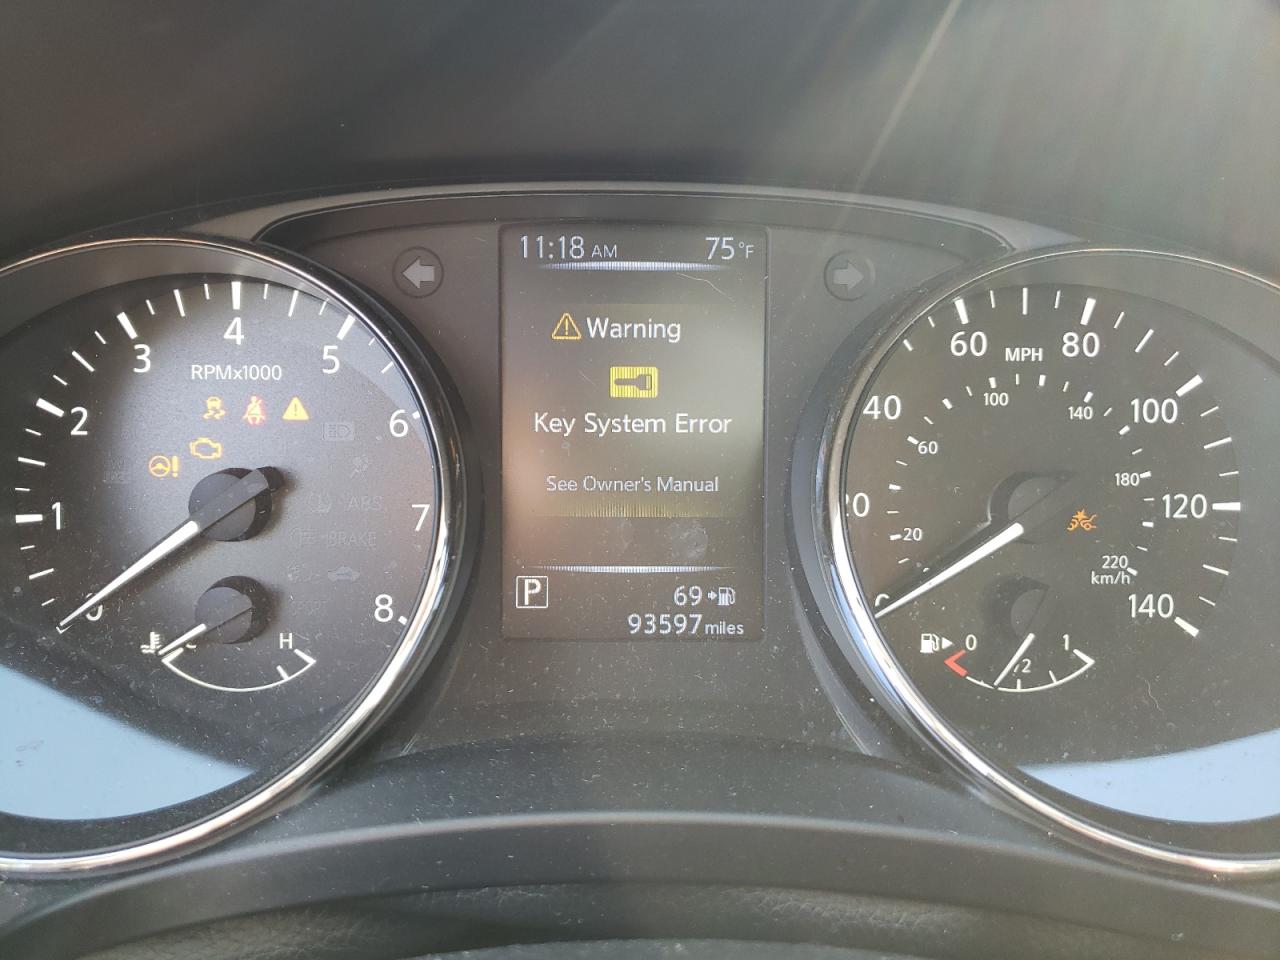 11:18 AM 75°F
Warning
Key System Error
See Owner's Manual
P
69
93597 miles
0
1
2
3
4
5
6
7
8
RPMx1000
ABS
BRAKE
H
20
40
60
80
100
120
140
MPH
20
60
100
140
180
220
km/h
0
1